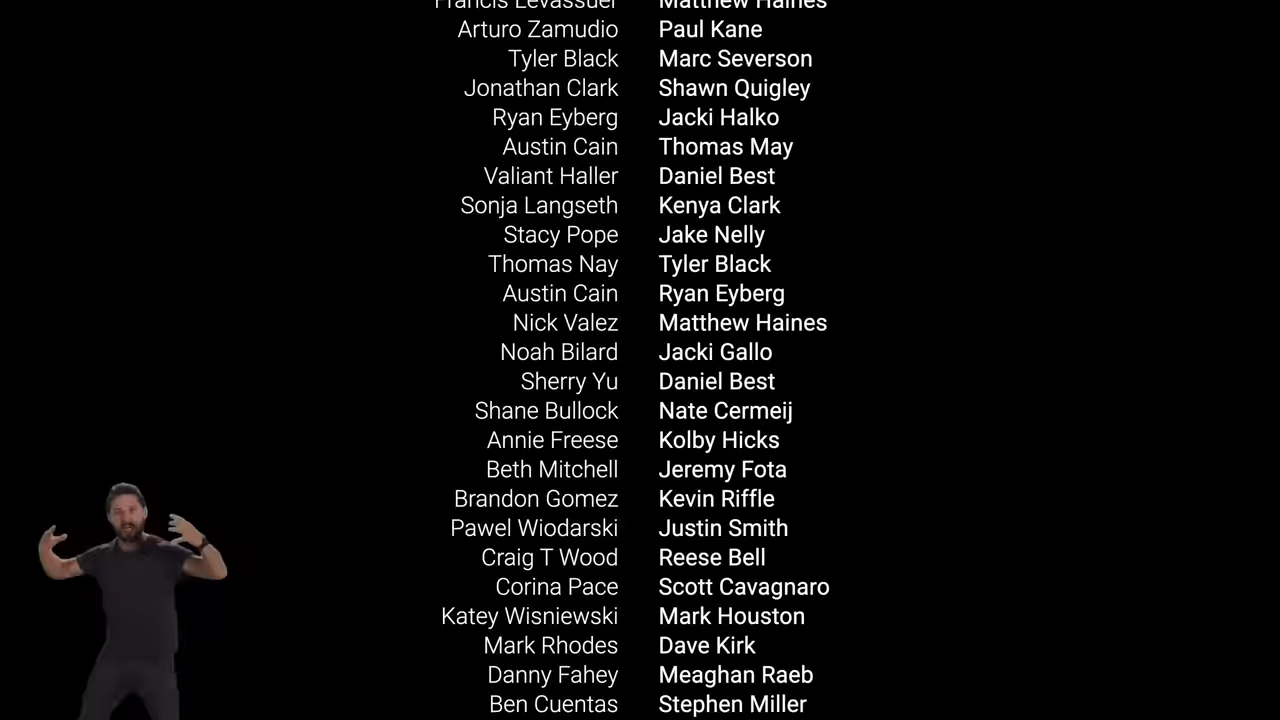 Francis Levassuer Matthew Haines
Arturo Zamudio Paul Kane
Tyler Black Marc Severson
Jonathan Clark Shawn Quigley
Ryan Eyberg Jacki Halko
Austin Cain Thomas May
Valiant Haller Daniel Best
Sonja Langseth Kenya Clark
Stacy Pope Jake Nelly
Thomas Nay Tyler Black
Austin Cain Ryan Eyberg
Nick Valez Matthew Haines
Noah Bilard Jacki Gallo
Sherry Yu Daniel Best
Shane Bullock Nate Cermeij
Annie Freese Kolby Hicks
Beth Mitchell Jeremy Fota
Brandon Gomez Kevin Riffle
Pawel Wiodarski Justin Smith
Craig T Wood Reese Bell
Corina Pace Scott Cavagnaro
Katey Wisniewski Mark Houston
Mark Rhodes Dave Kirk
Danny Fahey Meaghan Raeb
Ben Cuentas Stephen Miller